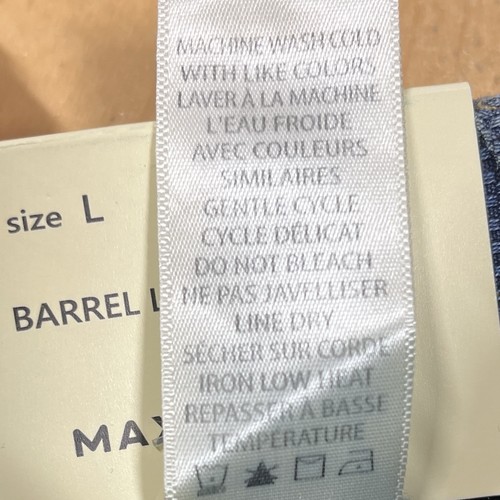 MACHINE WASH COLD
WITH LIKE COLORS
LAVER À LA MACHINE
L'EAU FROIDE
AVEC COULEURS
SIMILAIRES
GENTLE CYCLE
CYCLE DÉLICAT
DO NOT BLEACH
NE PAS JAVELLISER
LINE DRY
SÉCHER SUR CORDE
IRON LOW HEAT
REPASSER À BASSE
TEMPÉRATURE
size L
BARREL
MAX